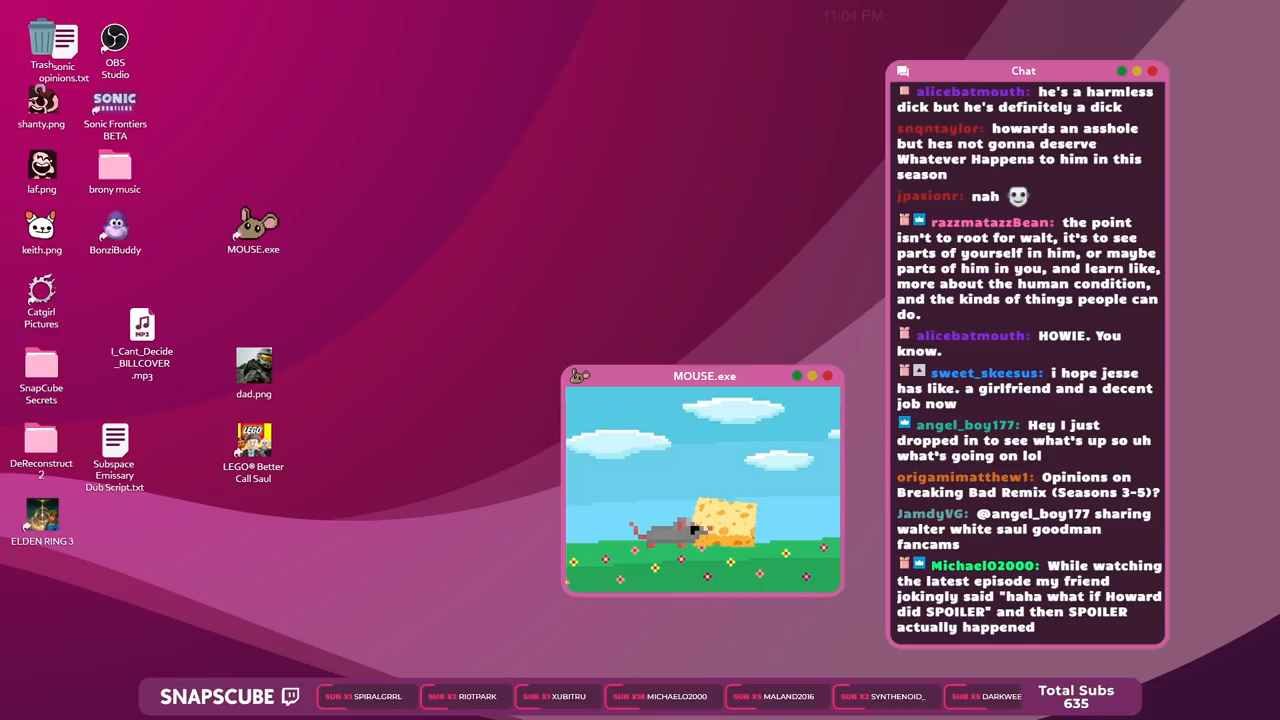 11:04 PM
Trash
sonic
opinions.txt
OBS
Studio
shanty.png
SONIC
FRONTIERS
Sonic Frontiers
BETA
laf.png
brony music
keith.png
BonziBuddy
MOUSE.exe
Catgirl
Pictures
MP3
I_Cant_Decide
_BILLCOVER
.mp3
SnapCube
Secrets
dad.png
DeReconstruct
2
Subspace
Emissary
Dub Script.txt
LEGO
LEGO® Better
Call Saul
ELDEN RING 3
MOUSE.exe
Chat
alicebatmouth: he's a harmless
dick but he's definitely a dick
snqntaylor: howards an asshole
but hes not gonna deserve
Whatever Happens to him in this
season
jpasionr: nah
razzmatazzBean: the point
isn't to root for walt, it's to see
parts of yourself in him, or maybe
parts of him in you, and learn like,
more about the human condition,
and the kinds of things people can
do.
alicebatmouth: HOWIE. You
know.
sweet_skeesus: i hope jesse
has like. a girlfriend and a decent
job now
angel_boy177: Hey I just
dropped in to see what's up so uh
what's going on lol
origamimatthew1: Opinions on
Breaking Bad Remix (Seasons 3-5)?
JamdyVG: @angel_boy177 sharing
walter white saul goodman
fancams
MichaelO2000: While watching
the latest episode my friend
jokingly said "haha what if Howard
did SPOILER" and then SPOILER
actually happened
SNAPSCUBE
SUB X1 SPIRALGRRL
SUB X2 RI0TPARK
SUB X1 XUBITRU
SUB X18 MICHAELO2000
SUB X5 MALAND2016
SUB X2 SYNTHENOID_
SUB X5 DARKWEB
Total Subs
635